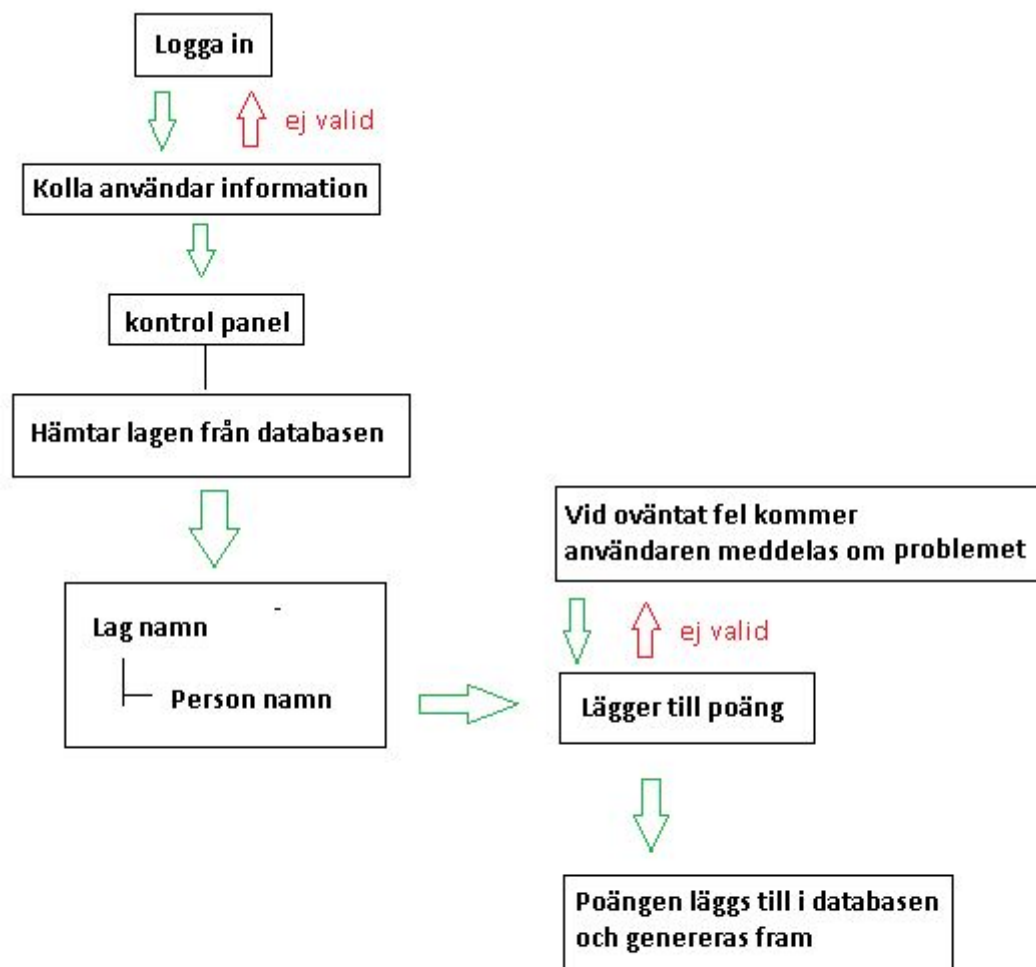 Logga in
ej valid
Kolla användar information
kontrol panel
Hämtar lagen från databasen
Lag namn
Person namn
Vid oväntat fel kommer
användaren meddelas om problemet
ej valid
Lägger till poäng
Poängen läggs till i databasen
och genereras fram